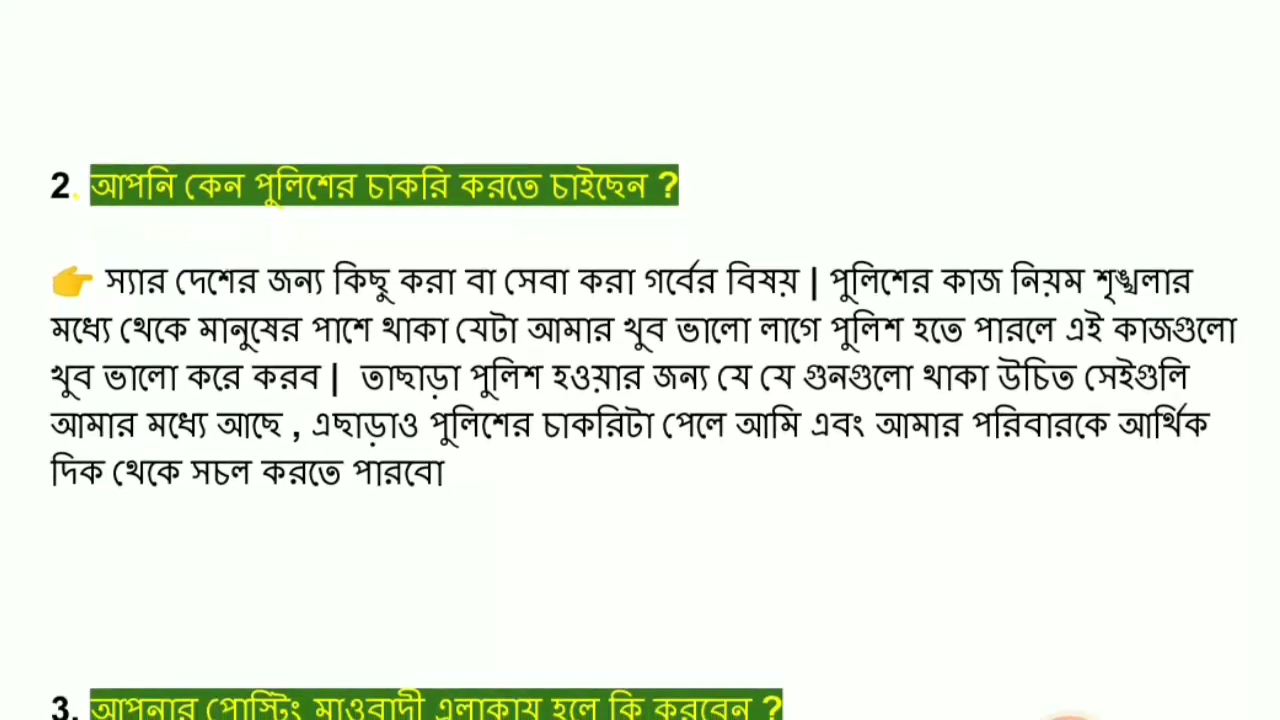 2. আপনি কেন পুলিশের চাকরি করতে চাইছেন ?
👉 স্যার দেশের জন্য কিছু করা বা সেবা করা গর্বের বিষয় | পুলিশের কাজ নিয়ম শৃঙ্খলার
মধ্যে থেকে মানুষের পাশে থাকা যেটা আমার খুব ভালো লাগে পুলিশ হতে পারলে এই কাজগুলো
খুব ভালো করে করব | তাছাড়া পুলিশ হওয়ার জন্য যে যে গুনগুলো থাকা উচিত সেইগুলি
আমার মধ্যে আছে , এছাড়াও পুলিশের চাকরিটা পেলে আমি এবং আমার পরিবারকে আর্থিক
দিক থেকে সচল করতে পারবো
3. আপনার পোস্টিং মাওবাদী এলাকায় হলে কি করবেন ?